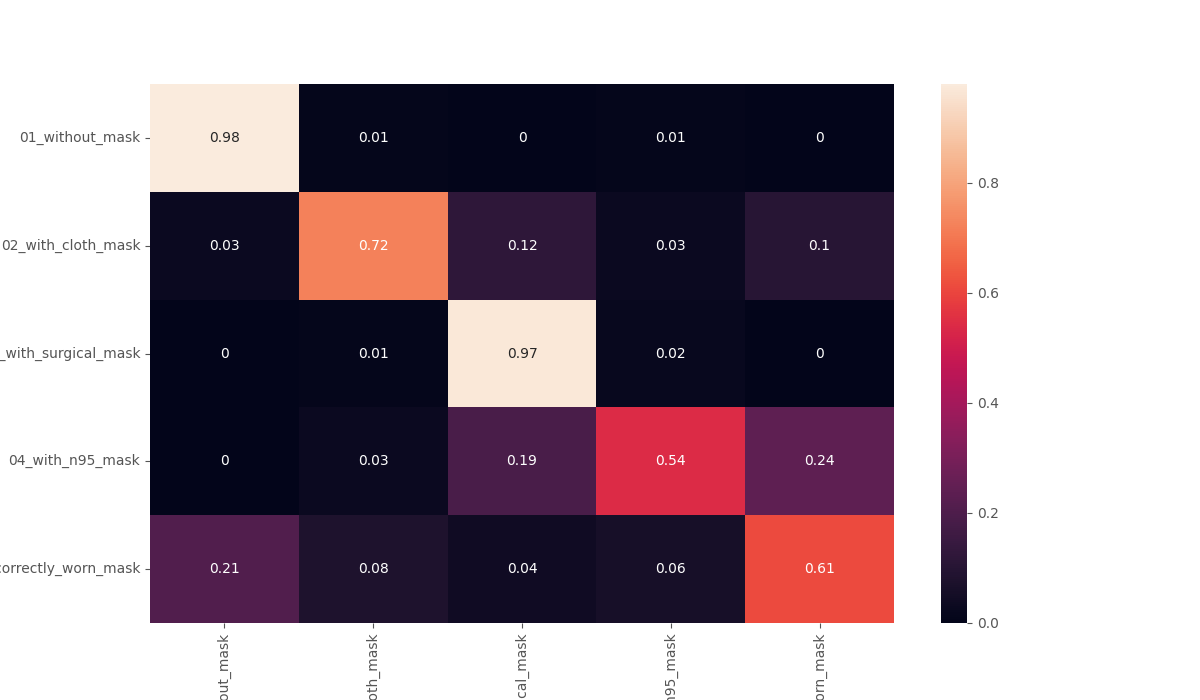 01_without_mask 0.98 0.01 0 0.01 0
0.8
02_with_cloth_mask 0.03 0.72 0.12 0.03 0.1
0.6
_with_surgical_mask 0 0.01 0.97 0.02 0
0.4
04_with_n95_mask 0 0.03 0.19 0.54 0.24
0.2
correctly_worn_mask 0.21 0.08 0.04 0.06 0.61
0.0
out_mask oth_mask cal_mask n95_mask orn_mask